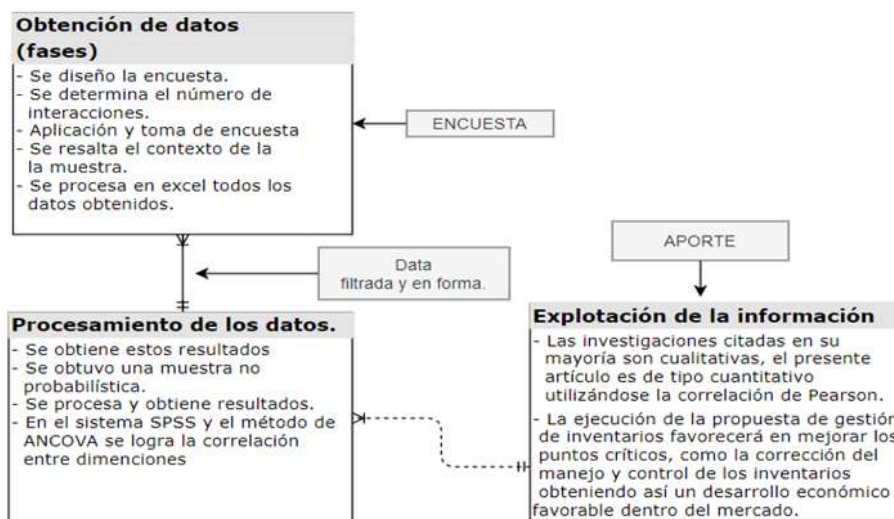 Obtención de datos
(fases)
- Se diseño la encuesta.
- Se determina el número de
interacciones.
- Aplicación y toma de encuesta
- Se resalta el contexto de la
la muestra.
- Se procesa en excel todos los
datos obtenidos.
ENCUESTA
Data
filtrada y en forma.
APORTE
Procesamiento de los datos.
- Se obtiene estos resultados
- Se obtuvo una muestra no
probabilística.
- Se procesa y obtiene resultados.
- En el sistema SPSS y el método de
ANCOVA se logra la correlación
entre dimenciones
Explotación de la información
- Las investigaciones citadas en su
mayoría son cualitativas, el presente
artículo es de tipo cuantitativo
utilizándose la correlación de Pearson.
- La ejecución de la propuesta de gestión
de inventarios favorecerá en mejorar los
puntos críticos, como la corrección del
manejo y control de los inventarios
obteniendo así un desarrollo económico
favorable dentro del mercado.